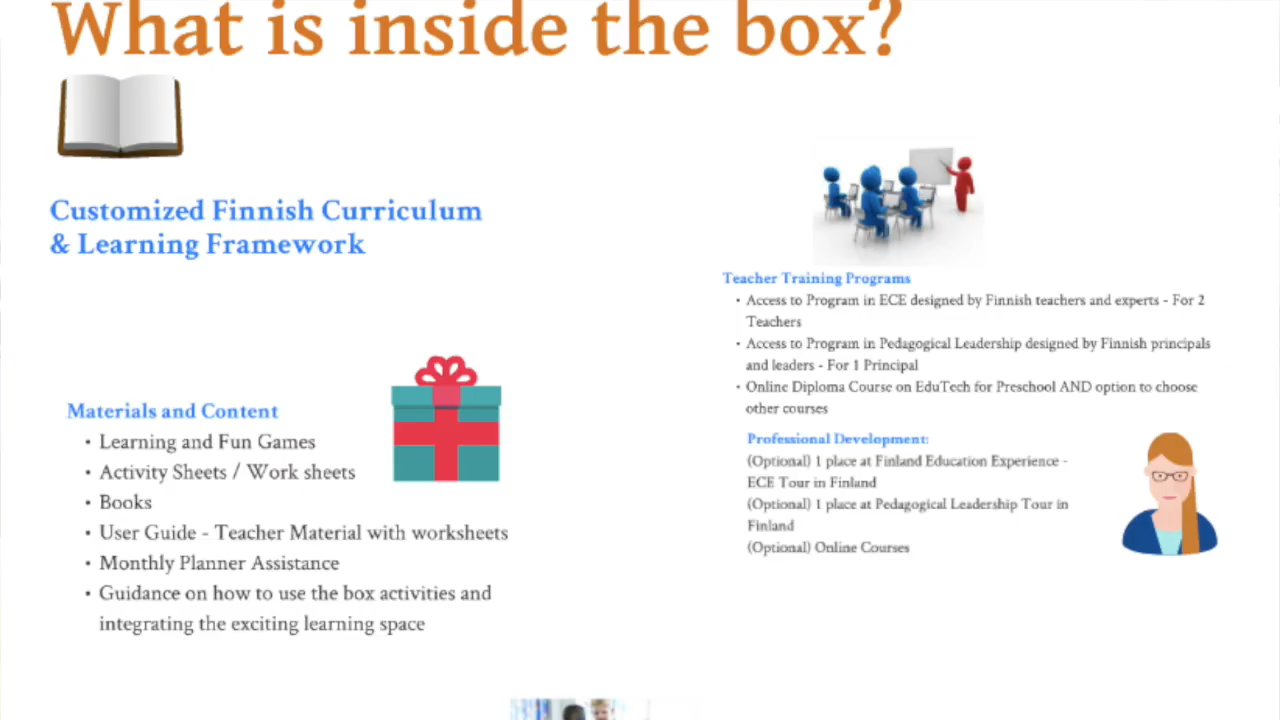 What is inside the box?
Customized Finnish Curriculum
& Learning Framework
Materials and Content
• Learning and Fun Games
• Activity Sheets / Work sheets
• Books
• User Guide - Teacher Material with worksheets
• Monthly Planner Assistance
• Guidance on how to use the box activities and
integrating the exciting learning space
Teacher Training Programs
• Access to Program in ECE designed by Finnish teachers and experts - For 2
Teachers
• Access to Program in Pedagogical Leadership designed by Finnish principals
and leaders - For 1 Principal
• Online Diploma Course on EduTech for Preschool AND option to choose
other courses
Professional Development:
(Optional) 1 place at Finland Education Experience -
ECE Tour in Finland
(Optional) 1 place at Pedagogical Leadership Tour in
Finland
(Optional) Online Courses